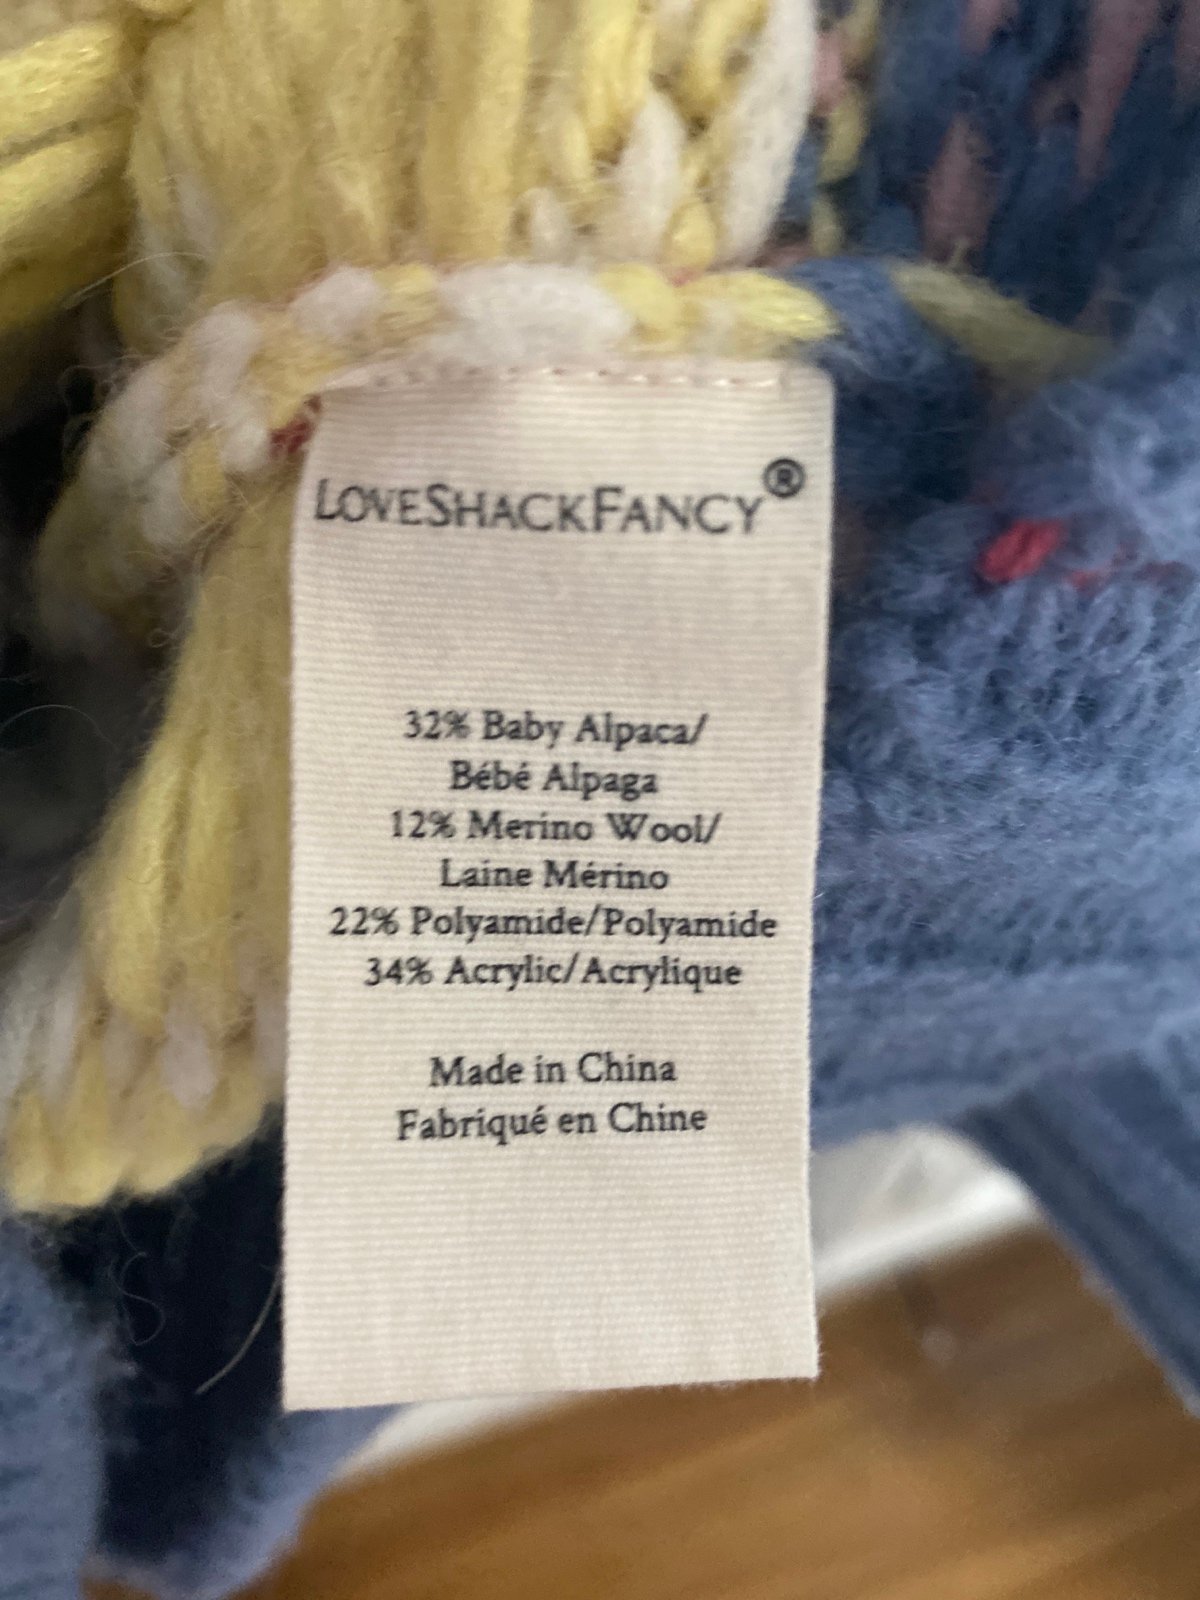 LOVESHACKFANCY®
32% Baby Alpaca/
Bébé Alpaga
12% Merino Wool/
Laine Mérino
22% Polyamide/Polyamide
34% Acrylic/Acrylique
Made in China
Fabriqué en Chine